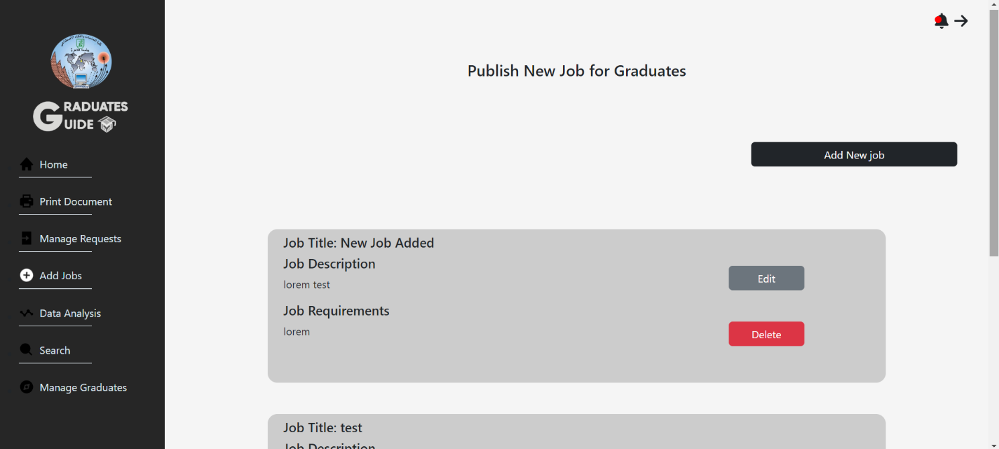 GRADUATES
GUIDE
Home
Print Document
Manage Requests
Add Jobs
Data Analysis
Search
Manage Graduates
Publish New Job for Graduates
Add New job
Job Title: New Job Added
Job Description
lorem test
Job Requirements
lorem
Edit
Delete
Job Title: test
Job Description